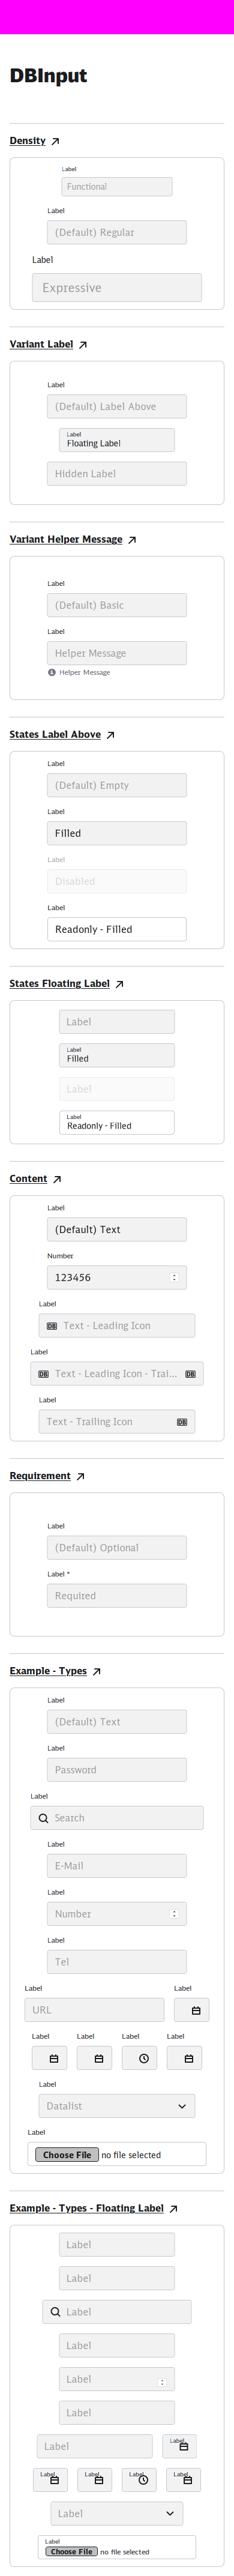 DBInput
Density
Label
Functional
Label
(Default) Regular
Label
Expressive
Variant Label
Label
(Default) Label Above
Label
Floating Label
Hidden Label
Variant Helper Message
Label
(Default) Basic
Label
Helper Message
Helper Message
States Label Above
Label
(Default) Empty
Label
Filled
Label
Disabled
Label
Readonly - Filled
States Floating Label
Label
Label
Filled
Label
Label
Readonly - Filled
Content
Label
(Default) Text
Number
123456
Label
DB Text - Leading Icon
Label
DB Text - Leading Icon - Trai... DB
Label
Text - Trailing Icon DB
Requirement
Label
(Default) Optional
Label *
Required
Example - Types
Label
(Default) Text
Label
Password
Label
Search
Label
E-Mail
Label
Number
Label
Tel
Label Label
URL
Label Label Label Label
Label
Datalist
Label
Choose File no file selected
Example - Types - Floating Label
Label
Label
Label
Label
Label
Label
Label Label
Label Label Label Label
Label
Label
Choose File no file selected